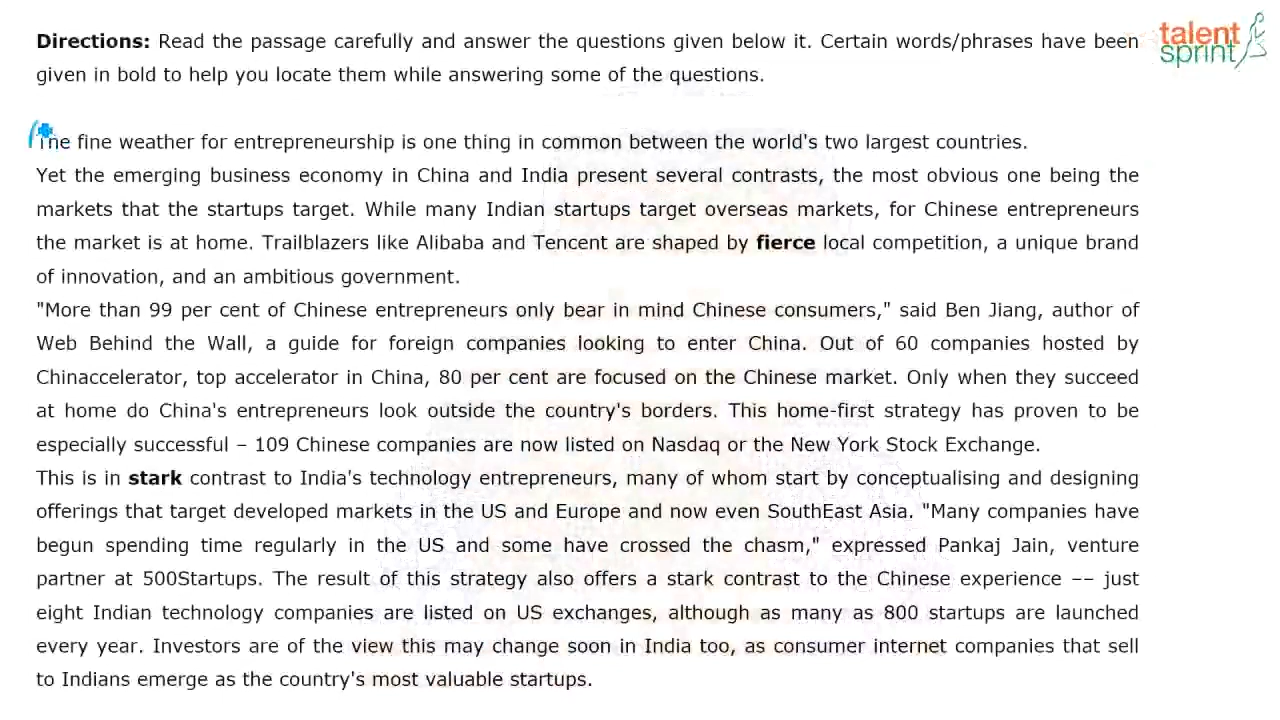 Directions: Read the passage carefully and answer the questions given below it. Certain words/phrases have been
given in bold to help you locate them while answering some of the questions.
talent
sprint
The fine weather for entrepreneurship is one thing in common between the world's two largest countries.
Yet the emerging business economy in China and India present several contrasts, the most obvious one being the
markets that the startups target. While many Indian startups target overseas markets, for Chinese entrepreneurs
the market is at home. Trailblazers like Alibaba and Tencent are shaped by fierce local competition, a unique brand
of innovation, and an ambitious government.
"More than 99 per cent of Chinese entrepreneurs only bear in mind Chinese consumers," said Ben Jiang, author of
Web Behind the Wall, a guide for foreign companies looking to enter China. Out of 60 companies hosted by
Chinaccelerator, top accelerator in China, 80 per cent are focused on the Chinese market. Only when they succeed
at home do China's entrepreneurs look outside the country's borders. This home-first strategy has proven to be
especially successful – 109 Chinese companies are now listed on Nasdaq or the New York Stock Exchange.
This is in stark contrast to India's technology entrepreneurs, many of whom start by conceptualising and designing
offerings that target developed markets in the US and Europe and now even SouthEast Asia. "Many companies have
begun spending time regularly in the US and some have crossed the chasm," expressed Pankaj Jain, venture
partner at 500Startups. The result of this strategy also offers a stark contrast to the Chinese experience –– just
eight Indian technology companies are listed on US exchanges, although as many as 800 startups are launched
every year. Investors are of the view this may change soon in India too, as consumer internet companies that sell
to Indians emerge as the country's most valuable startups.